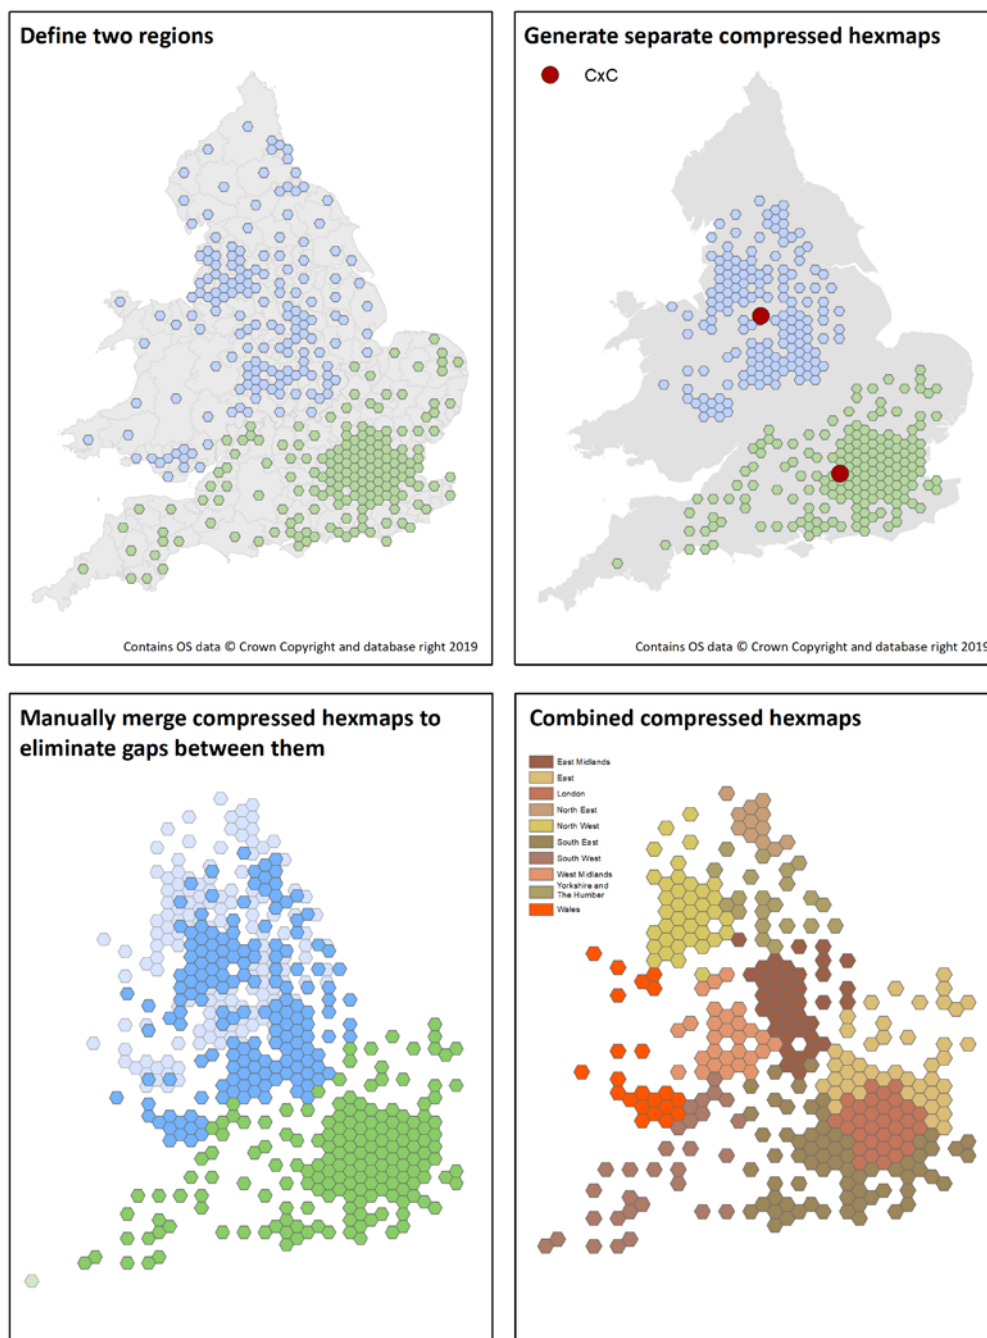 Define two regions
Contains OS data © Crown Copyright and database right 2019
Generate separate compressed hexmaps
CxC
Contains OS data © Crown Copyright and database right 2019
Manually merge compressed hexmaps to
eliminate gaps between them
Combined compressed hexmaps
East Midlands
East
London
North East
North West
South East
South West
West Midlands
Yorkshire and
The Humber
Wales